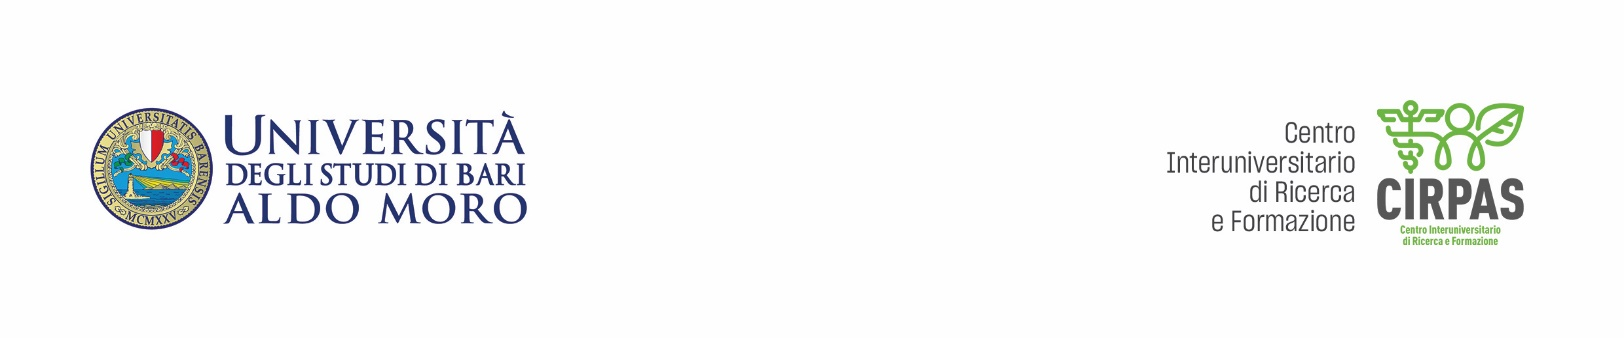 SIGILLUM UNIVERSITATIS BARENSIS
MCMXXV
UNIVERSITÀ
DEGLI STUDI DI BARI
ALDO MORO
Centro
Interuniversitario
di Ricerca
e Formazione
CIRPAS
Centro Interuniversitario
di Ricerca e Formazione